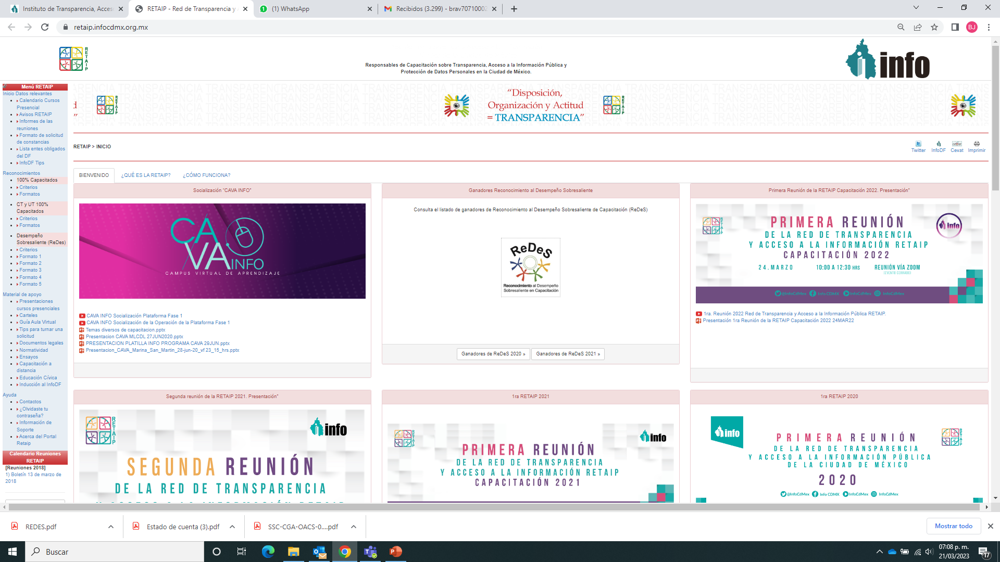 Instituto de Transparencia, Acces
RETAIP - Red de Transparencia y
(1) WhatsApp
Recibidos (3.299) - brav70710002
retaip.infocdmx.org.mx
BJ
RETAIP
Responsables de Capacitación sobre Transparencia, Acceso a la Información Pública y
Protección de Datos Personales en la Ciudad de México.
info
Menú RETAIP
Inicio Datos relevantes
Calendario Cursos
Presencial
Avisos RETAIP
Informes de las
reuniones
Formato de solicitud
de constancias
Lista entes obligados
del DF
InfoDF Tips
Reconocimientos
100% Capacitados
Criterios
Formatos
CT y UT 100%
Capacitados
Criterios
Formatos
Desempeño
Sobresaliente (ReDes)
Criterios
Formato 1
Formato 2
Formato 3
Formato 4
Formato 5
Material de apoyo
Presentaciones
cursos presenciales
Carteles
Guía Aula Virtual
Tips para turnar una
solicitud
Documentos legales
Normatividad
Ensayos
Capacitación a
distancia
Educación Cívica
Inducción al InfoDF
Ayuda
Contactos
¿Olvidaste tu
contraseña?
Información de
Soporte
Acerca del Portal
Retaip
Calendario Reuniones
RETAIP
[Reuniones 2018]
1) Boletín 13 de marzo de
2018
d
”
RETAIP
“Disposición,
Organización y Actitud
= TRANSPARENCIA”
RETAIP
RETAIP > INICIO
Twitter
InfoDF
Cevat
Imprimir
BIENVENIDO
¿QUÉ ES LA RETAIP?
¿CÓMO FUNCIONA?
Socialización "CAVA INFO"
CAVA INFO
CAMPUS VIRTUAL DE APRENDIZAJE
CAVA INFO Socialización Plataforma Fase 1
CAVA INFO Socialización de la Operación de la Plataforma Fase 1
Temas diversos de capacitacion.pptx
Presentacion CAVA MLCDL 27JUN2020.pptx
PRESENTACION PLATILLA INFO PROGRAMA CAVA 29JUN.pptx
Presentacion_CAVA_Marina_San_Martin_28-jun-20_vf 23_15_hrs.pptx
Ganadores Reconocimiento al Desempeño Sobresaliente
Consulta el listado de ganadores de Reconocimiento al Desempeño Sobresaliente de Capacitación (ReDeS)
ReDeS
Reconocimiento al Desempeño
Sobresaliente en Capacitación
Ganadores de ReDeS 2020 »
Ganadores de ReDeS 2021 »
Primera Reunión de la RETAIP Capacitación 2022. Presentación"
RETAIP
info
PRIMERA REUNIÓN
DE LA RED DE TRANSPARENCIA
Y ACCESO A LA INFORMACIÓN RETAIP
CAPACITACIÓN 2022
24.MARZO
10:00 A 12:30 HRS
REUNIÓN VÍA ZOOM
(EVENTO CERRADO)
@InfoCdMex
Info CDMX
InfoCdMex
InfoCdMex
1ra. Reunión 2022 Red de Transparencia y Acceso a la Información Pública RETAIP.
Presentación 1ra Reunión de la RETAIP Capacitación 2022 24MAR22
Segunda reunión de la RETAIP 2021. Presentación"
RETAIP
info
SEGUNDA REUNIÓN
DE LA RED DE TRANSPARENCIA
Y ACCESO A LA INFORMACIÓN RETAIP
1ra RETAIP 2021
RETAIP
info
PRIMERA REUNIÓN
DE LA RED DE TRANSPARENCIA
Y ACCESO A LA INFORMACIÓN RETAIP
CAPACITACIÓN 2021
1ra RETAIP 2020
info
RETAIP
PRIMERA REUNIÓN
DE LA RED DE TRANSPARENCIA
Y ACCESO A LA INFORMACIÓN PÚBLICA
DE LA CIUDAD DE MÉXICO
2020
@InfoCdMex
Info CDMX
InfoCdMex
InfoCdMex
REDES.pdf
Estado de cuenta (3).pdf
SSC-CGA-OACS-0....pdf
Mostrar todo
Buscar
07:08 p. m.
21/03/2023
17